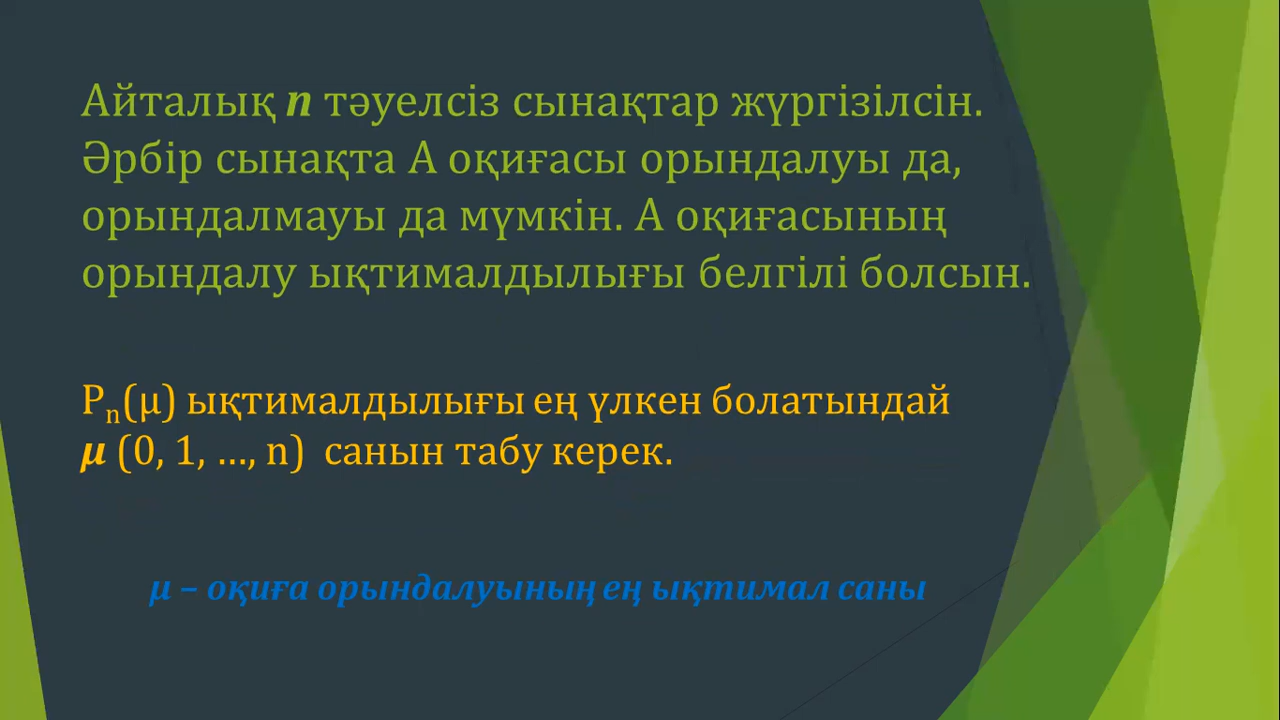 Айталық n тәуелсіз сынақтар жүргізілсін.
Әрбір сынақта А оқиғасы орындалуы да,
орындалмауы да мүмкін. А оқиғасының
орындалу ықтималдылығы белгілі болсын.
Pn(μ) ықтималдылығы ең үлкен болатындай
μ (0, 1, …, n) санын табу керек.
μ – оқиға орындалуының ең ықтимал саны